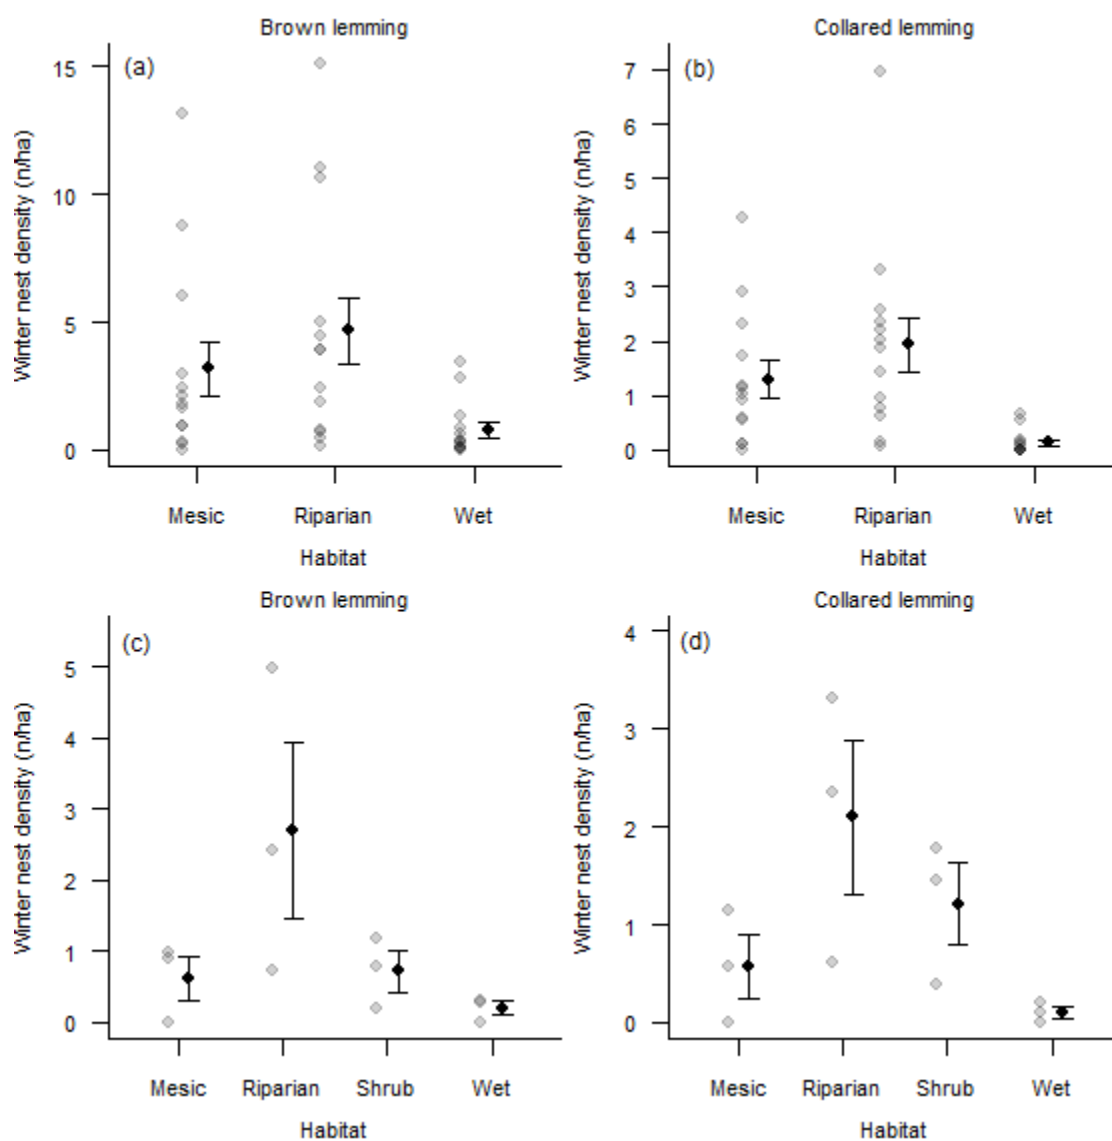 Brown lemming
(a)
Winter nest density (n/ha)
15
10
5
0
Mesic Riparian Wet
Habitat
Collared lemming
(b)
Winter nest density (n/ha)
7
6
5
4
3
2
1
0
Mesic Riparian Wet
Habitat
Brown lemming
(c)
Winter nest density (n/ha)
5
4
3
2
1
0
Mesic Riparian Shrub Wet
Habitat
Collared lemming
(d)
Winter nest density (n/ha)
4
3
2
1
0
Mesic Riparian Shrub Wet
Habitat